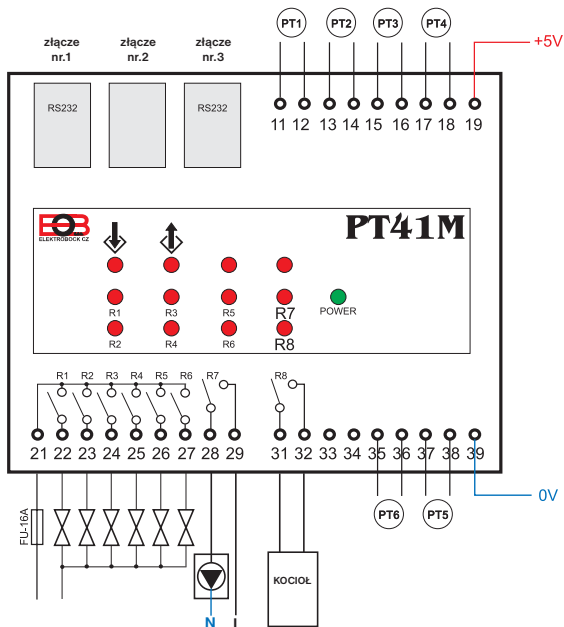 PT1 PT2 PT3 PT4
złącze złącze złącze
nr.1 nr.2 nr.3
+5V
RS232 RS232
11 12 13 14 15 16 17 18 19
EOB PT41M
ELEKTROBOCK CZ
R1 R3 R5 R7 POWER
R2 R4 R6 R8
R1 R2 R3 R4 R5 R6 R7 R8
21 22 23 24 25 26 27 28 29 31 32 33 34 35 36 37 38 39
0V
PT6 PT5
FU-16A
KOCIOŁ
N